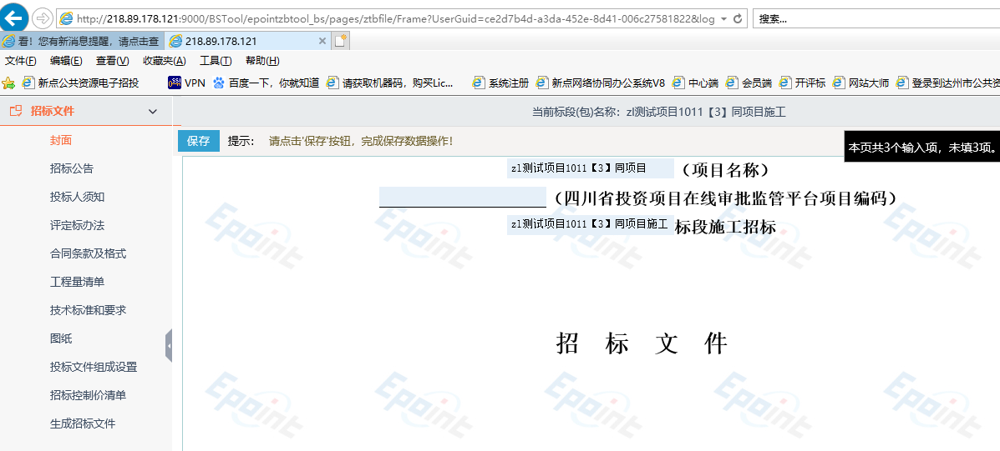 http://218.89.178.121:9000/BSTool/epointzbtool_bs/pages/ztbfile/Frame?UserGuid=ce2d7b4d-a3da-452e-8d41-006c27581822&log 搜索...
看！您有新消息提醒，请点击查 218.89.178.121
文件(F) 编辑(E) 查看(V) 收藏夹(A) 工具(T) 帮助(H)
新点公共资源电子招投 VPN 百度一下，你就知道 请获取机器码，购买Lic... 系统注册 新点网络协同办公系统V8 中心端 会员端 开评标 网站大师 登录到达州市公共资
招标文件 当前标段(包)名称：zl测试项目1011【3】同项目施工
封面
招标公告
投标人须知
评定标办法
合同条款及格式
工程量清单
技术标准和要求
图纸
投标文件组成设置
招标控制价清单
生成招标文件
保存 提示： 请点击'保存'按钮，完成保存数据操作！
本页共3个输入项，未填3项。
zl测试项目1011【3】同项目 （项目名称）
（四川省投资项目在线审批监管平台项目编码）
zl测试项目1011【3】同项目施工 标段施工招标
招 标 文 件
Epoint Epoint Epoint Epoint Epoint
Epoint Epoint Epoint Epoint Epoint